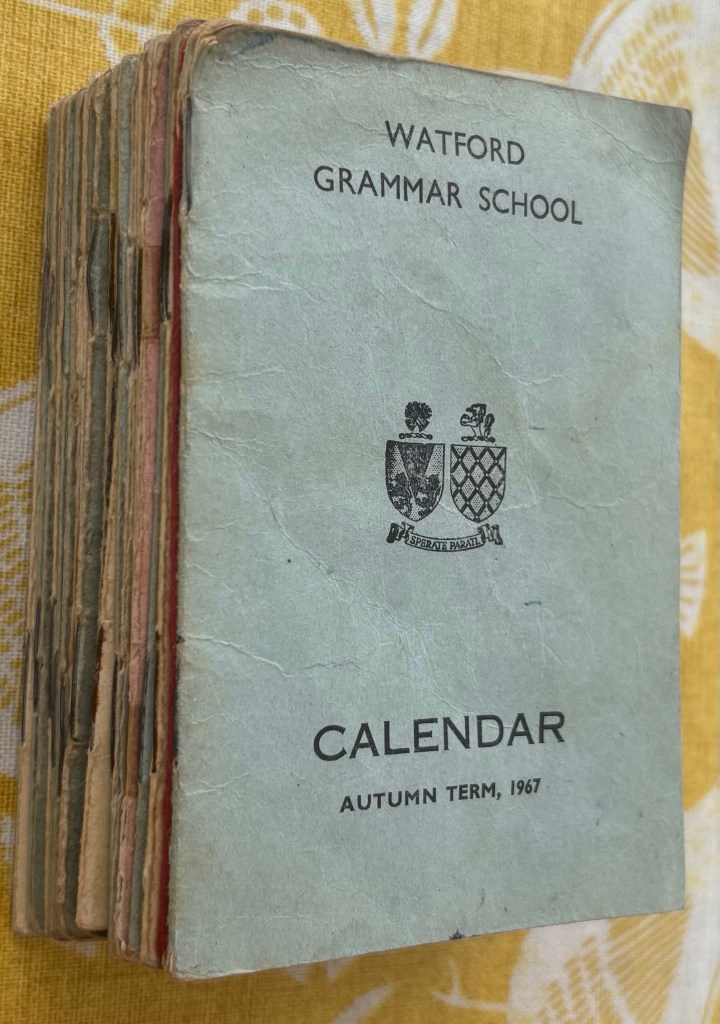 WATFORD
GRAMMAR SCHOOL
SPERATE PARATI
CALENDAR
AUTUMN TERM, 1967